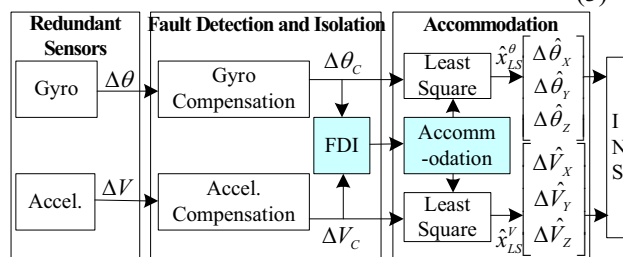 Redundant Sensors
Fault Detection and Isolation
Accommodation
Gyro
Δθ
Gyro Compensation
Δθ_C
Least Square
x̂_LS^θ
Δθ̂_X
Δθ̂_Y
Δθ̂_Z
FDI
Accomm-odation
I N S
Accel.
ΔV
Accel. Compensation
ΔV_C
Least Square
x̂_LS^V
ΔV̂_X
ΔV̂_Y
ΔV̂_Z